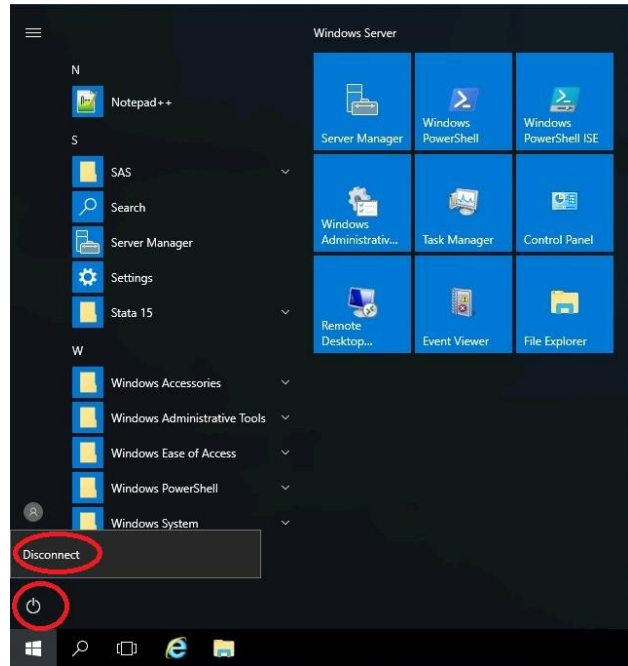 Windows Server
N
Notepad++
S
SAS
Search
Server Manager
Settings
Stata 15
W
Windows Accessories
Windows Administrative Tools
Windows Ease of Access
Windows PowerShell
Windows System
Disconnect
Server Manager
Windows
PowerShell
Windows
PowerShell ISE
Windows
Administrativ...
Task Manager
Control Panel
Remote
Desktop...
Event Viewer
File Explorer